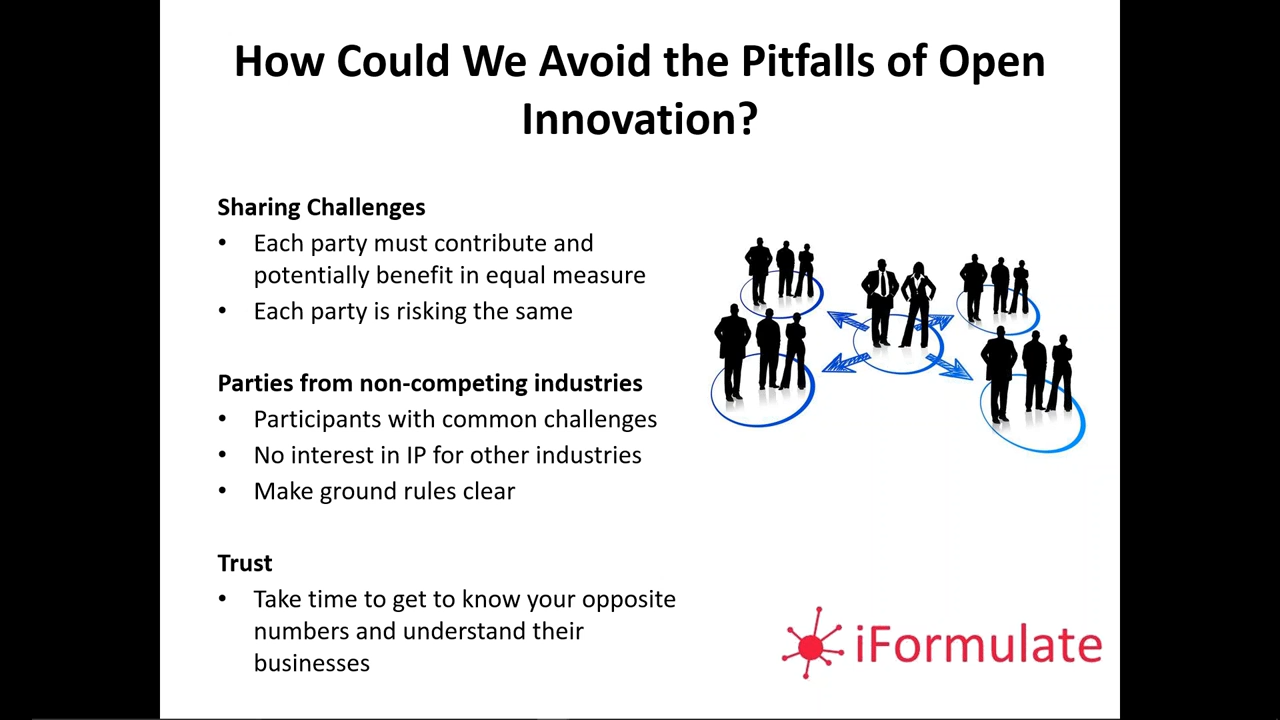 How Could We Avoid the Pitfalls of Open
Innovation?
Sharing Challenges
• Each party must contribute and
potentially benefit in equal measure
• Each party is risking the same
Parties from non-competing industries
• Participants with common challenges
• No interest in IP for other industries
• Make ground rules clear
Trust
• Take time to get to know your opposite
numbers and understand their
businesses
iFormulate